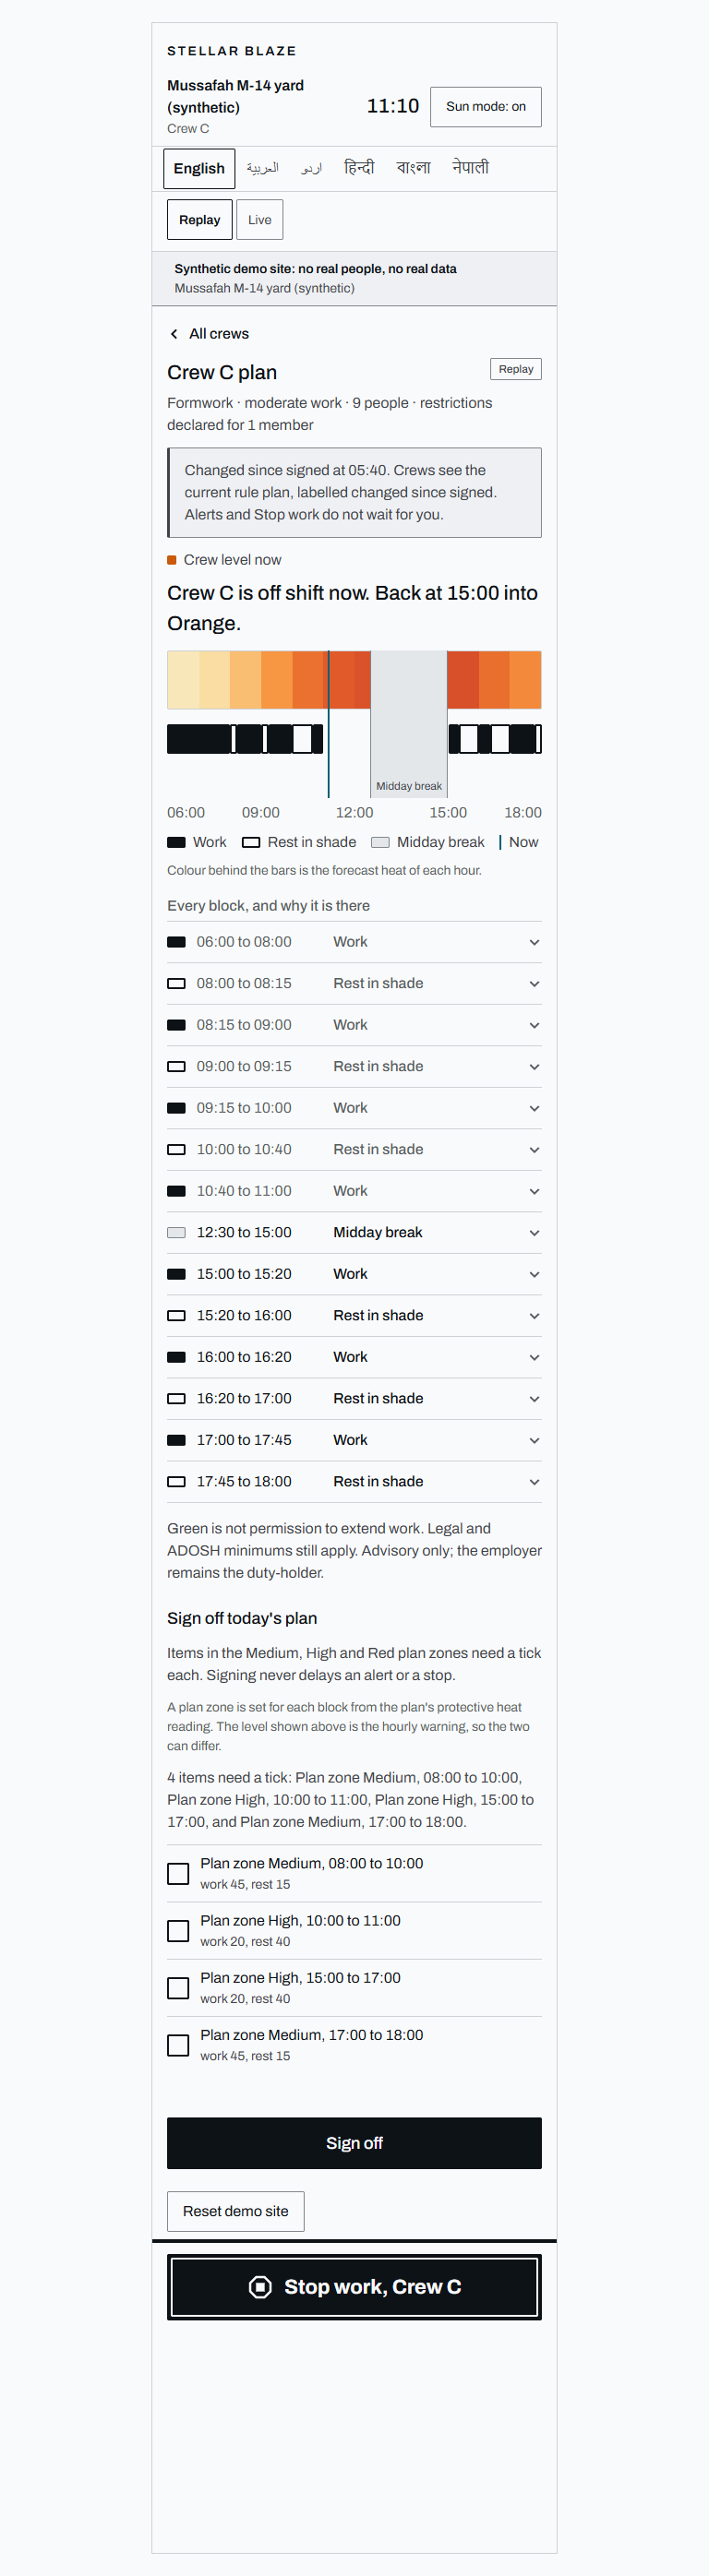 STELLAR BLAZE
Mussafah M-14 yard
(synthetic)
Crew C
11:10
Sun mode: on
English
العربية
اردو
हिन्दी
বাংলা
नेपाली
Replay
Live
Synthetic demo site: no real people, no real data
Mussafah M-14 yard (synthetic)
All crews
Crew C plan
Replay
Formwork · moderate work · 9 people · restrictions
declared for 1 member
Changed since signed at 05:40. Crews see the
current rule plan, labelled changed since signed.
Alerts and Stop work do not wait for you.
Crew level now
Crew C is off shift now. Back at 15:00 into
Orange.
Midday break
06:00 09:00 12:00 15:00 18:00
Work Rest in shade Midday break Now
Colour behind the bars is the forecast heat of each hour.
Every block, and why it is there
06:00 to 08:00 Work
08:00 to 08:15 Rest in shade
08:15 to 09:00 Work
09:00 to 09:15 Rest in shade
09:15 to 10:00 Work
10:00 to 10:40 Rest in shade
10:40 to 11:00 Work
12:30 to 15:00 Midday break
15:00 to 15:20 Work
15:20 to 16:00 Rest in shade
16:00 to 16:20 Work
16:20 to 17:00 Rest in shade
17:00 to 17:45 Work
17:45 to 18:00 Rest in shade
Green is not permission to extend work. Legal and
ADOSH minimums still apply. Advisory only; the employer
remains the duty-holder.
Sign off today's plan
Items in the Medium, High and Red plan zones need a tick
each. Signing never delays an alert or a stop.
A plan zone is set for each block from the plan's protective heat
reading. The level shown above is the hourly warning, so the two
can differ.
4 items need a tick: Plan zone Medium, 08:00 to 10:00,
Plan zone High, 10:00 to 11:00, Plan zone High, 15:00 to
17:00, and Plan zone Medium, 17:00 to 18:00.
Plan zone Medium, 08:00 to 10:00
work 45, rest 15
Plan zone High, 10:00 to 11:00
work 20, rest 40
Plan zone High, 15:00 to 17:00
work 20, rest 40
Plan zone Medium, 17:00 to 18:00
work 45, rest 15
Sign off
Reset demo site
Stop work, Crew C